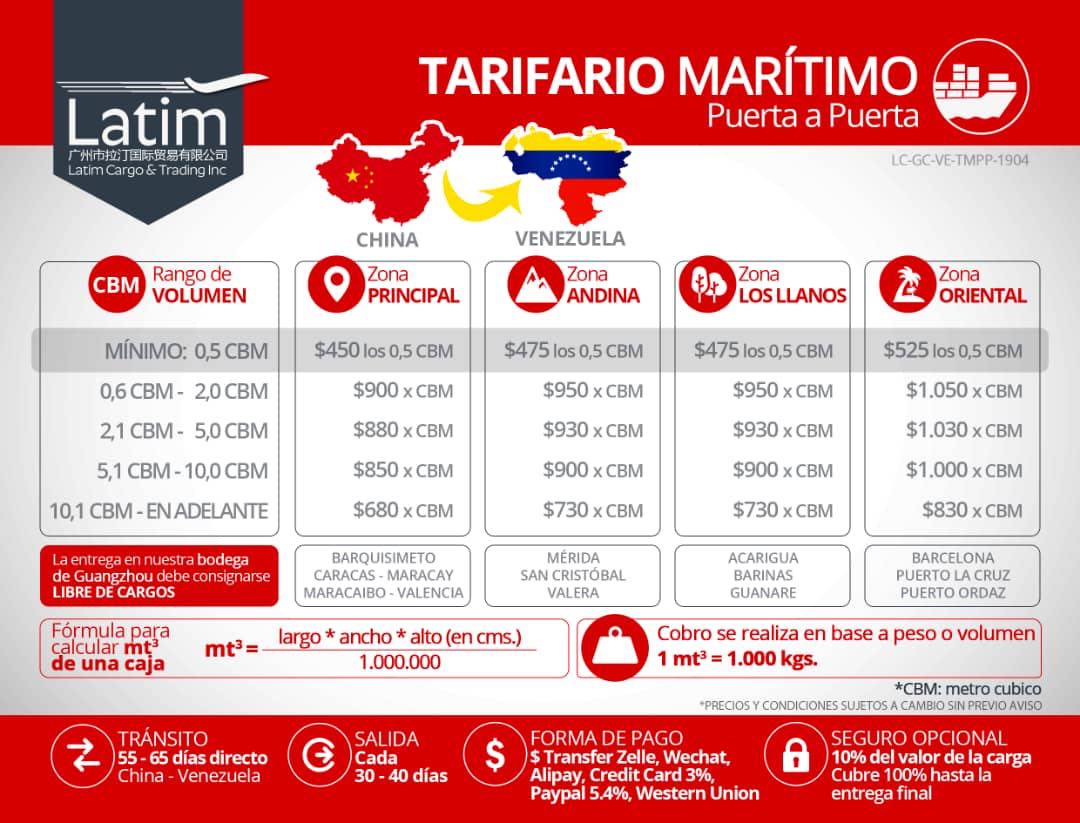 Latim
广州市拉汀国际贸易有限公司
Latim Cargo & Trading Inc
TARIFARIO MARÍTIMO
Puerta a Puerta
LC-GC-VE-TMPP-1904
CHINA
VENEZUELA
CBM
Rango de
VOLUMEN
Zona
PRINCIPAL
Zona
ANDINA
Zona
LOS LLANOS
Zona
ORIENTAL
MÍNIMO: 0,5 CBM $450 los 0,5 CBM $475 los 0,5 CBM $475 los 0,5 CBM $525 los 0,5 CBM
0,6 CBM - 2,0 CBM $900 x CBM $950 x CBM $950 x CBM $1.050 x CBM
2,1 CBM - 5,0 CBM $880 x CBM $930 x CBM $930 x CBM $1.030 x CBM
5,1 CBM - 10,0 CBM $850 x CBM $900 x CBM $900 x CBM $1.000 x CBM
10,1 CBM - EN ADELANTE $680 x CBM $730 x CBM $730 x CBM $830 x CBM
La entrega en nuestra bodega
de Guangzhou debe consignarse
LIBRE DE CARGOS
BARQUISIMETO
CARACAS - MARACAY
MARACAIBO - VALENCIA
MÉRIDA
SAN CRISTÓBAL
VALERA
ACARIGUA
BARINAS
GUANARE
BARCELONA
PUERTO LA CRUZ
PUERTO ORDAZ
Fórmula para
calcular mt³
de una caja
mt³ =
largo * ancho * alto (en cms.)
1.000.000
Cobro se realiza en base a peso o volumen
1 mt³ = 1.000 kgs.
*CBM: metro cubico
*PRECIOS Y CONDICIONES SUJETOS A CAMBIO SIN PREVIO AVISO
TRÁNSITO
55 - 65 días directo
China - Venezuela
SALIDA
Cada
30 - 40 días
$
FORMA DE PAGO
$ Transfer Zelle, Wechat,
Alipay, Credit Card 3%,
Paypal 5.4%, Western Union
SEGURO OPCIONAL
10% del valor de la carga
Cubre 100% hasta la
entrega final